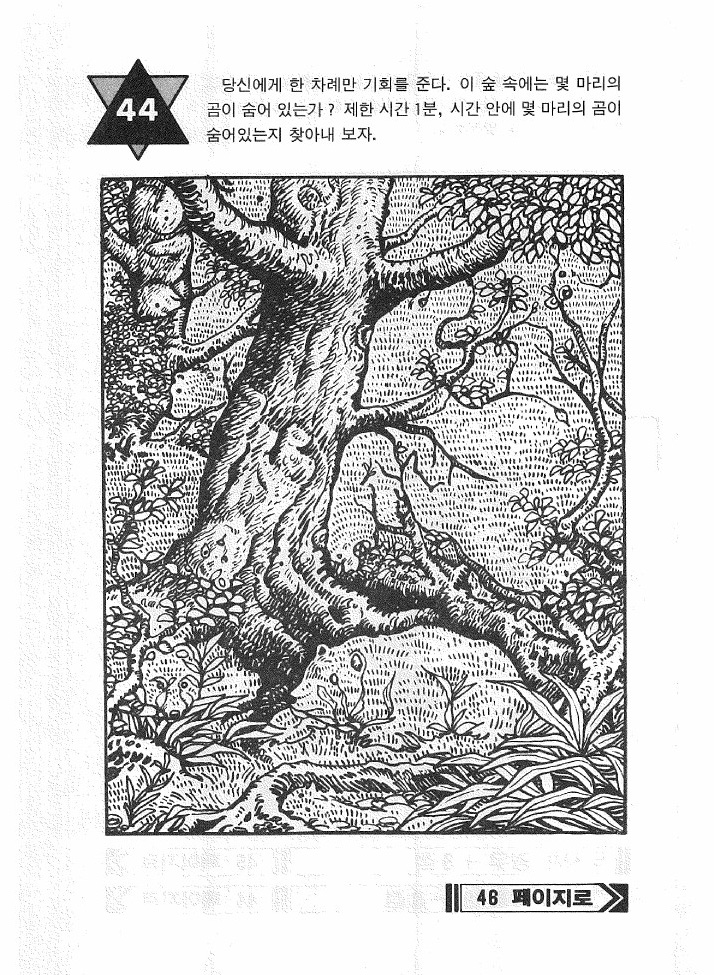 44
당신에게 한 차례만 기회를 준다. 이 숲 속에는 몇 마리의
곰이 숨어 있는가 ? 제한 시간 1분, 시간 안에 몇 마리의 곰이
숨어있는지 찾아내 보자.
46 페이지로